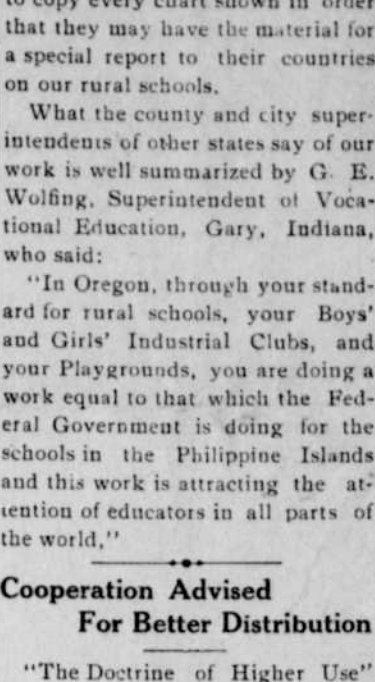 to copy every chart shown in order
that they may have the material for
a special report to their countries
on our rural schools.
What the county and city super-
intendents of other states say of our
work is well summarized by G. E.
Wolfing, Superintendent of Voca-
tional Education, Gary, Indiana,
who said:
"In Oregon, through your stand-
ard for rural schools, your Boys'
and Girls' Industrial Clubs, and
your Playgrounds, you are doing a
work equal to that which the Fed-
eral Government is doing for the
schools in the Philippine Islands
and this work is attracting the at-
tention of educators in all parts of
the world."
Cooperation Advised
For Better Distribution
"The Doctrine of Higher Use"